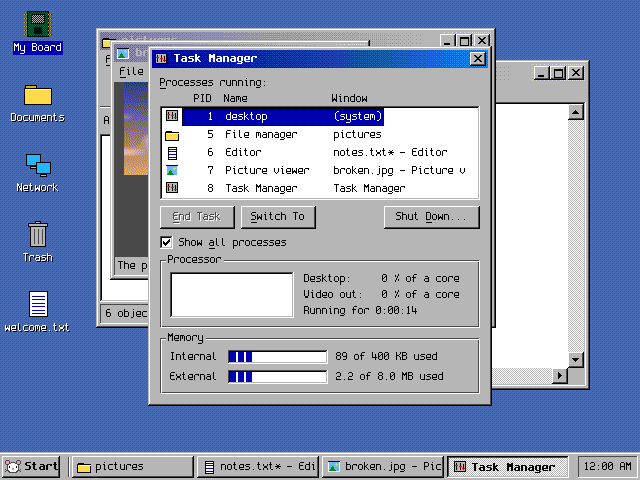 My Board
Documents
Network
Trash
welcome.txt
pictures
File
The p
6 objec
Task Manager
Processes running:
PID Name Window
1 desktop (system)
5 File manager pictures
6 Editor notes.txt* - Editor
7 Picture viewer broken.jpg - Picture v
8 Task Manager Task Manager
End Task
Switch To
Shut Down...
Show all processes
Processor
Desktop: 0 % of a core
Video out: 0 % of a core
Running for 0:00:14
Memory
Internal 89 of 400 KB used
External 2.2 of 8.0 MB used
Start
pictures
notes.txt* - Edi
broken.jpg - Pic
Task Manager
12:00 AM